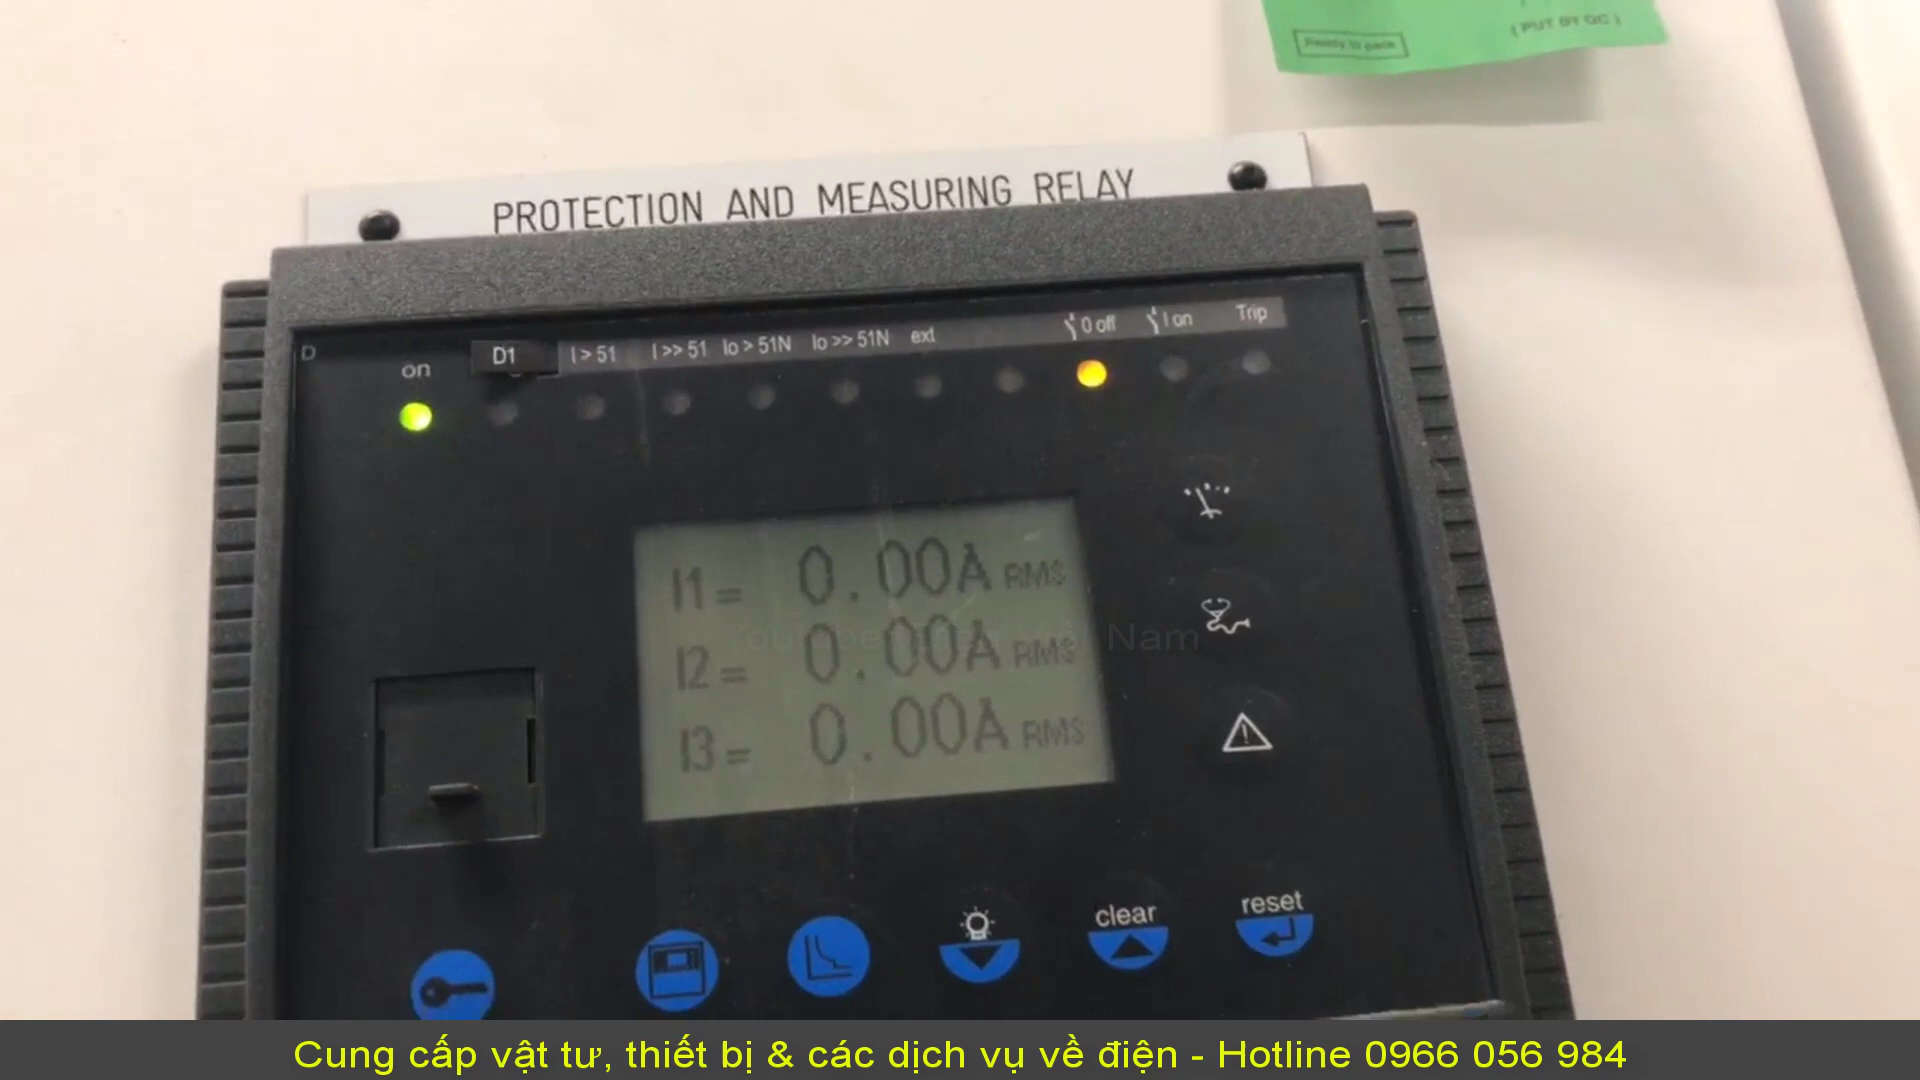 Ready to pack
( PUT BY QC )
PROTECTION AND MEASURING RELAY
D
on
D1
I > 51
I >> 51
Io > 51N
Io >> 51N
ext
0 off
I on
Trip
I1 = 0.00A RMS
I2 = 0.00A RMS
I3 = 0.00A RMS
Nam
clear
reset
Cung cấp vật tư, thiết bị & các dịch vụ về điện - Hotline 0966 056 984